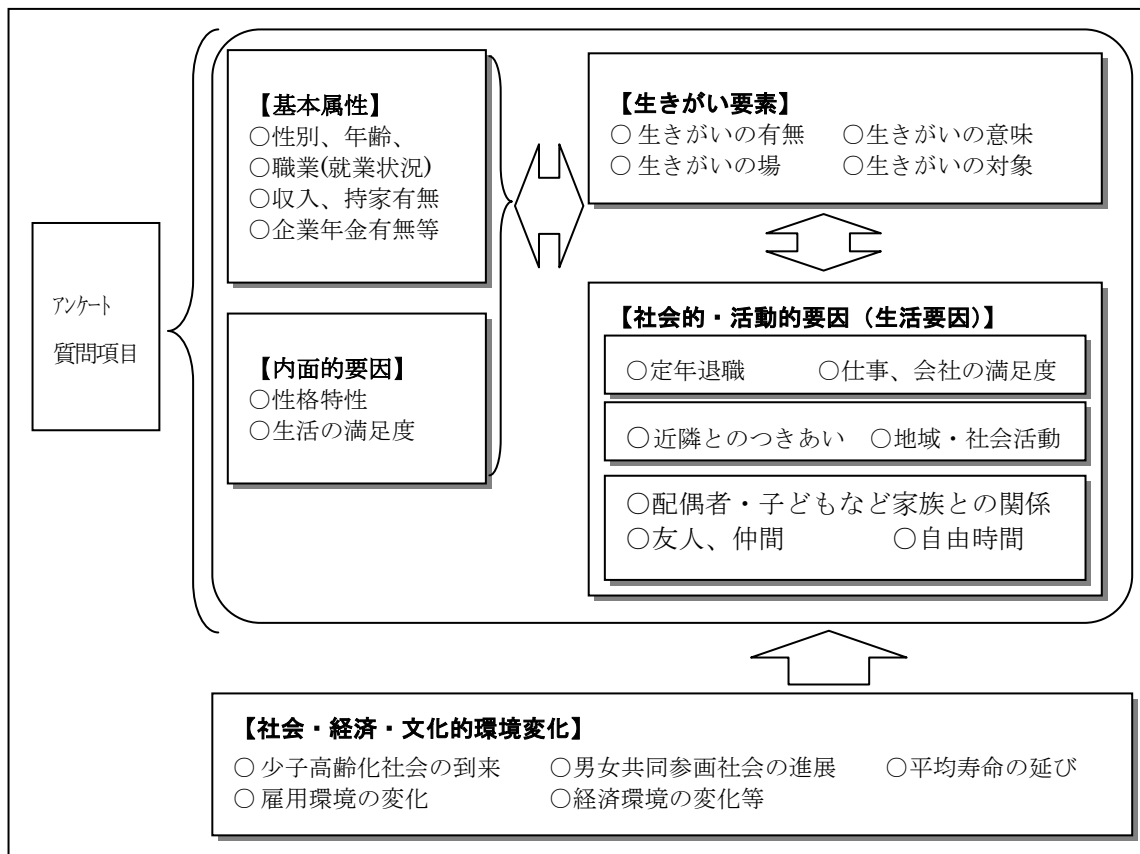 アンケート
質問項目
【基本属性】
○性別、年齢、
○職業(就業状況)
○収入、持家有無
○企業年金有無等
【内面的要因】
○性格特性
○生活の満足度
【生きがい要素】
○生きがいの有無 ○生きがいの意味
○生きがいの場 ○生きがいの対象
【社会的・活動的要因（生活要因）】
○定年退職 ○仕事、会社の満足度
○近隣とのつきあい ○地域・社会活動
○配偶者・子どもなど家族との関係
○友人、仲間 ○自由時間
【社会・経済・文化的環境変化】
○少子高齢化社会の到来 ○男女共同参画社会の進展 ○平均寿命の延び
○雇用環境の変化 ○経済環境の変化等